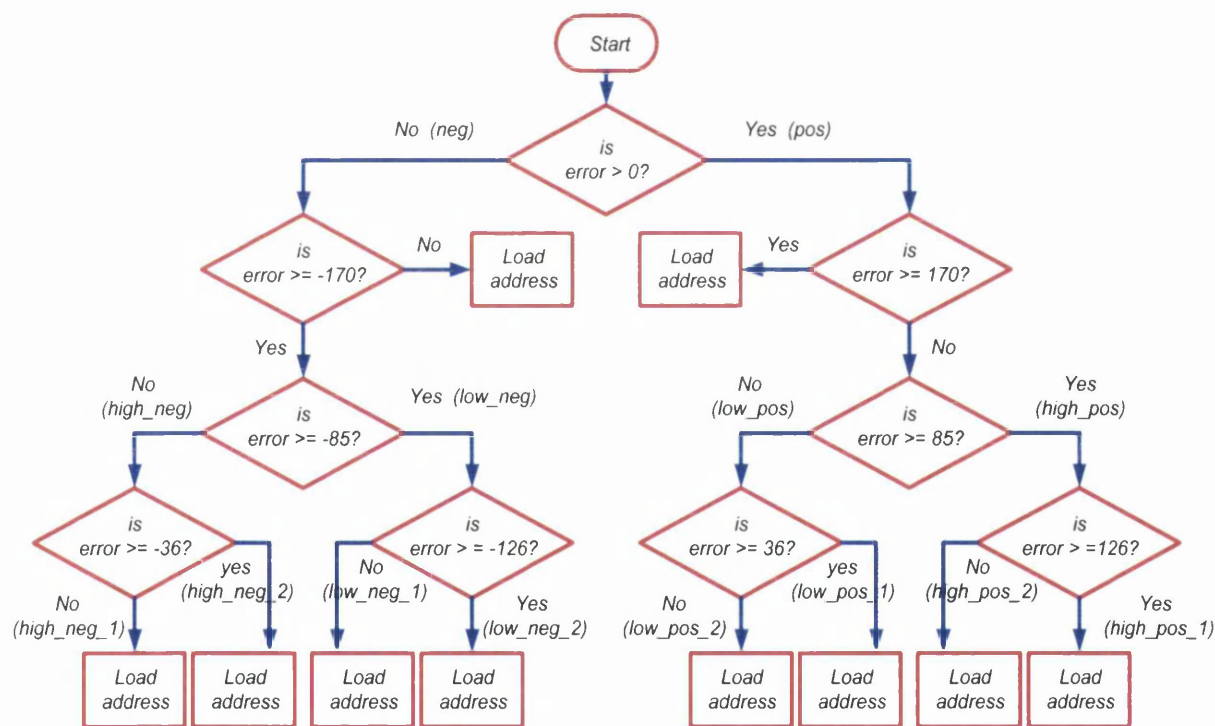 Start
No (neg)
Yes (pos)
is
error > 0?
is
error >= -170?
No
Load
address
Load
address
Yes
is
error >= 170?
Yes
No
No
(high_neg)
is
error >= -85?
Yes (low_neg)
No
(low_pos)
is
error >= 85?
Yes
(high_pos)
is
error >= -36?
is
error > = -126?
is
error >= 36?
is
error > =126?
No
(high_neg_1)
yes
(high_neg_2)
No
(low_neg_1)
Yes
(low_neg_2)
No
(low_pos_2)
yes
(low_pos_1)
No
(high_pos_2)
Yes
(high_pos_1)
Load
address
Load
address
Load
address
Load
address
Load
address
Load
address
Load
address
Load
address